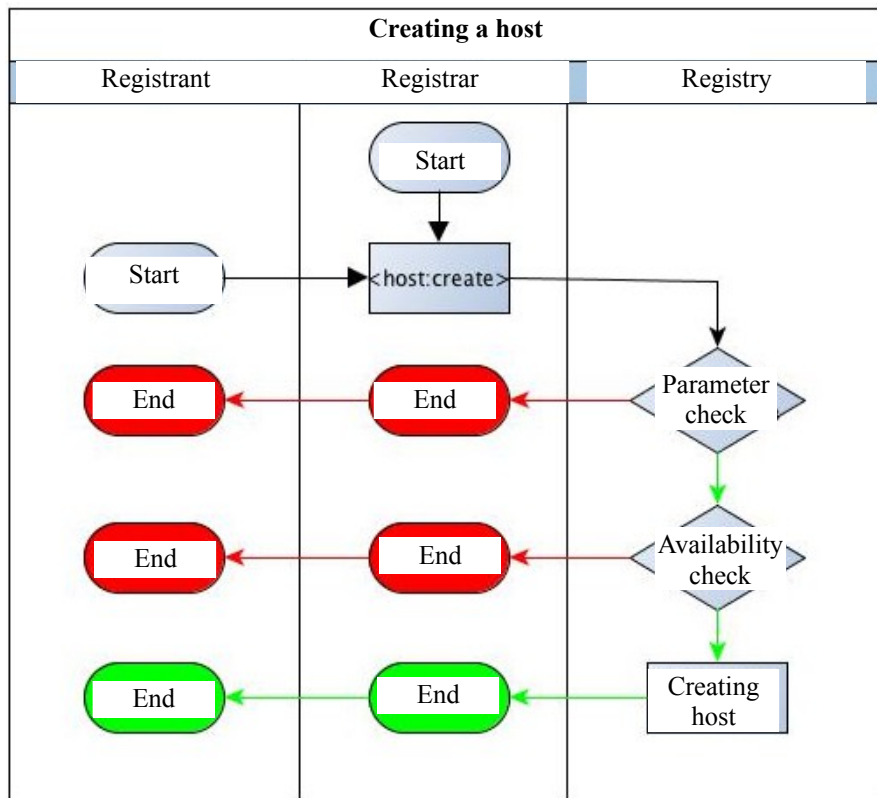 Creating a host
Registrant
Registrar
Registry
Start
Start
<host:create>
End
End
Parameter
check
End
End
Availability
check
End
End
Creating
host